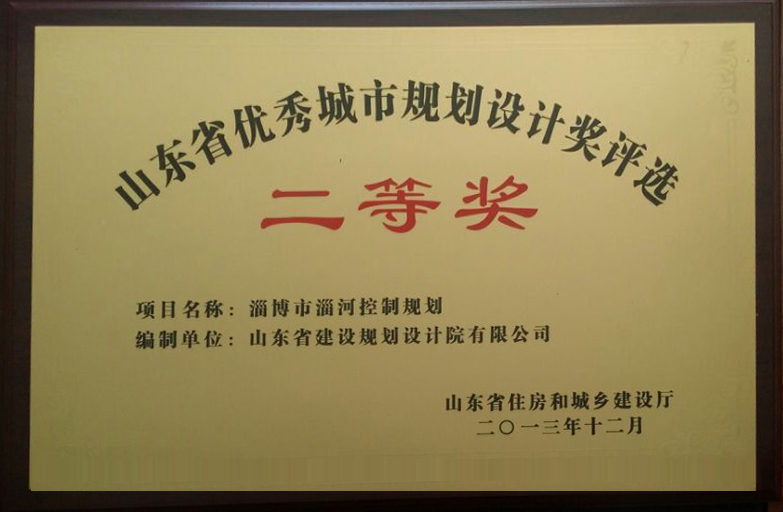 山东省优秀城市规划设计奖评选
二等奖
项目名称：淄博市淄河控制规划
编制单位：山东省建设规划设计院有限公司
山东省住房和城乡建设厅
二〇一三年十二月